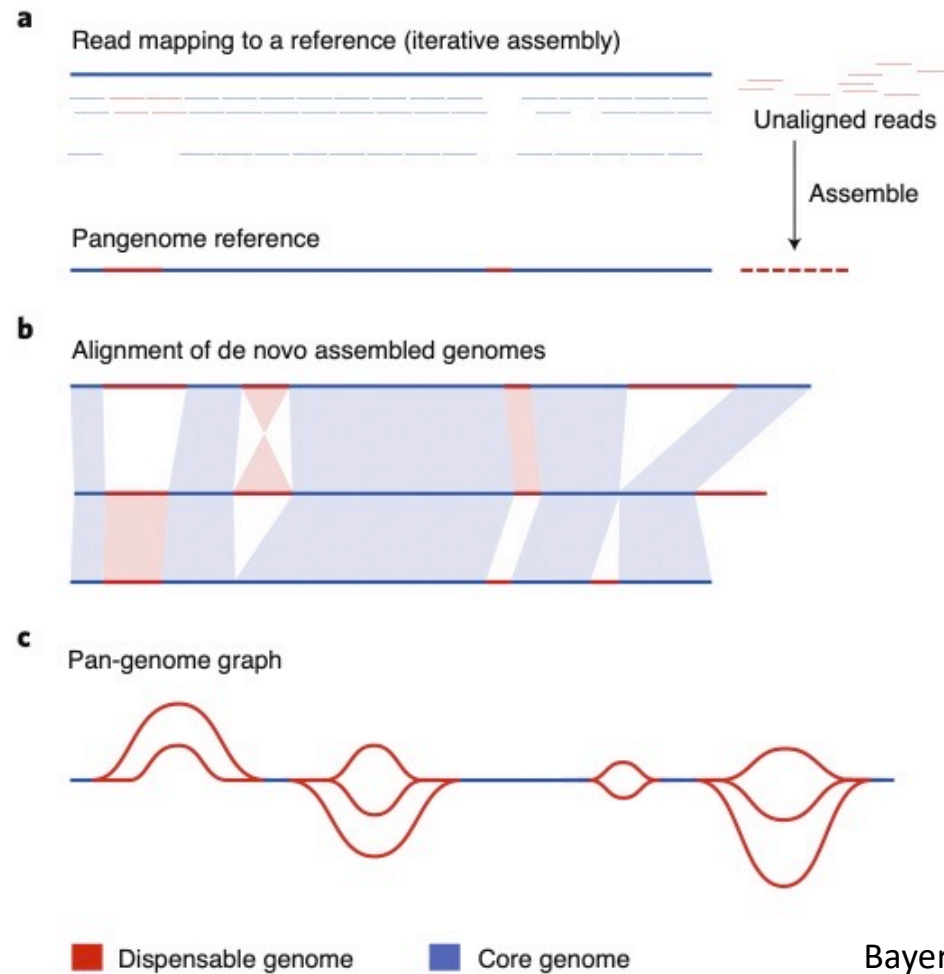 a
Read mapping to a reference (iterative assembly)
Unaligned reads
Assemble
Pangenome reference
b
Alignment of de novo assembled genomes
c
Pan-genome graph
Dispensable genome
Core genome
Bayer